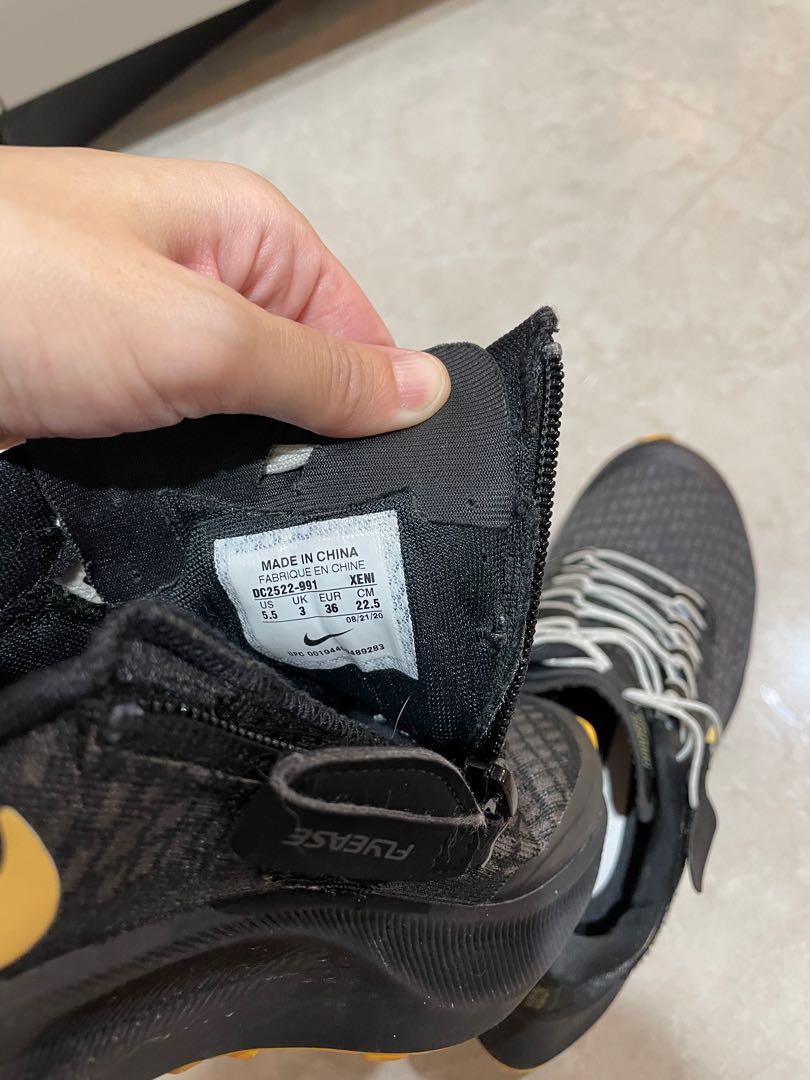 MADE IN CHINA
FABRIQUE EN CHINE
DC2522-991 XENI
US UK EUR CM
5.5 3 36 22.5
08/21/20
UPC
FLYEASE